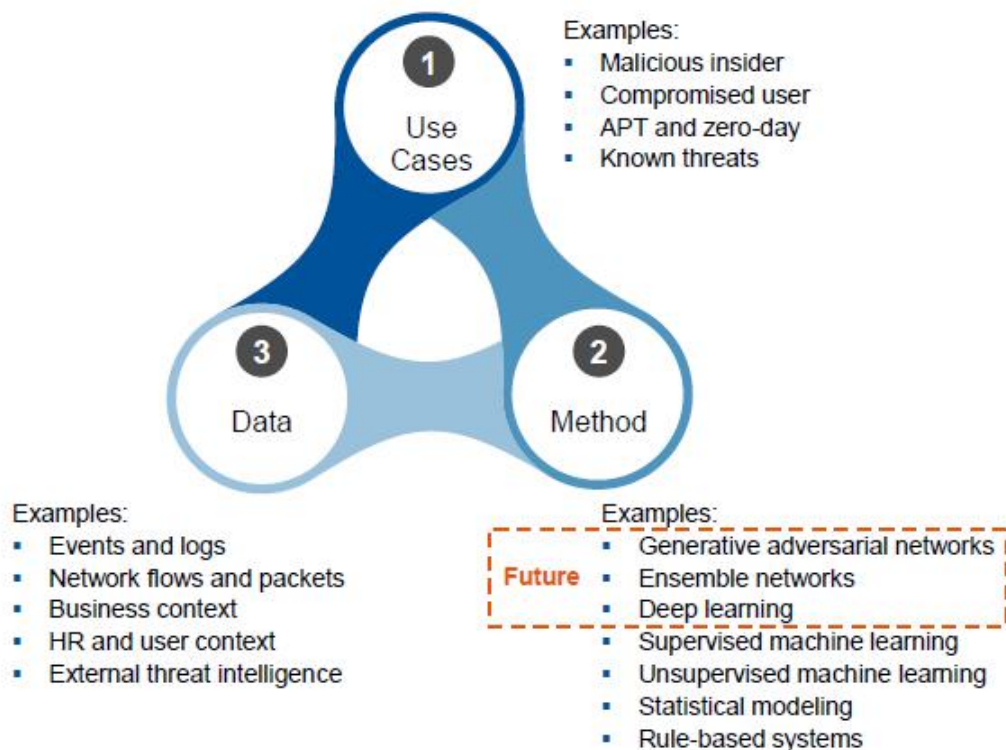 1
Use
Cases
Examples:
▪ Malicious insider
▪ Compromised user
▪ APT and zero-day
▪ Known threats
3
Data
2
Method
Examples:
▪ Events and logs
▪ Network flows and packets
▪ Business context
▪ HR and user context
▪ External threat intelligence
Examples:
Future
▪ Generative adversarial networks
▪ Ensemble networks
▪ Deep learning
▪ Supervised machine learning
▪ Unsupervised machine learning
▪ Statistical modeling
▪ Rule-based systems